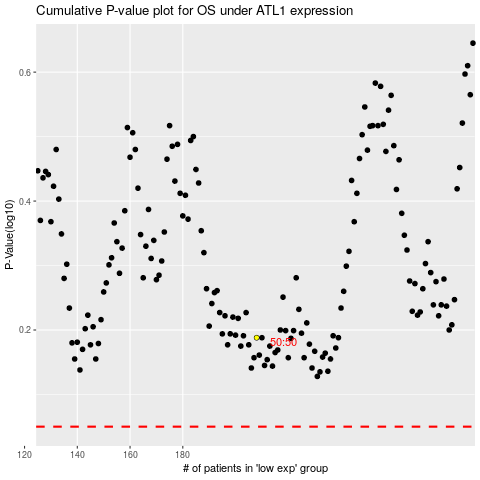 Cumulative P-value plot for OS under ATL1 expression
P-Value(log10)
0.6
0.4
0.2
50:50
120 140 160 180
# of patients in 'low exp' group